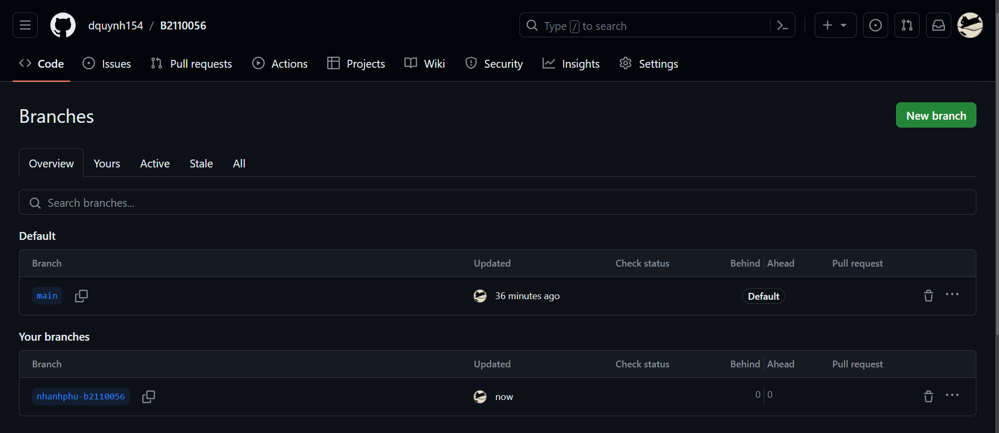 dquynh154 / B2110056
Type / to search
Code Issues Pull requests Actions Projects Wiki Security Insights Settings
Branches
New branch
Overview Yours Active Stale All
Search branches...
Default
Branch Updated Check status Behind Ahead Pull request
main 36 minutes ago Default
Your branches
Branch Updated Check status Behind Ahead Pull request
nhanhphu-b2110056 now 0 0